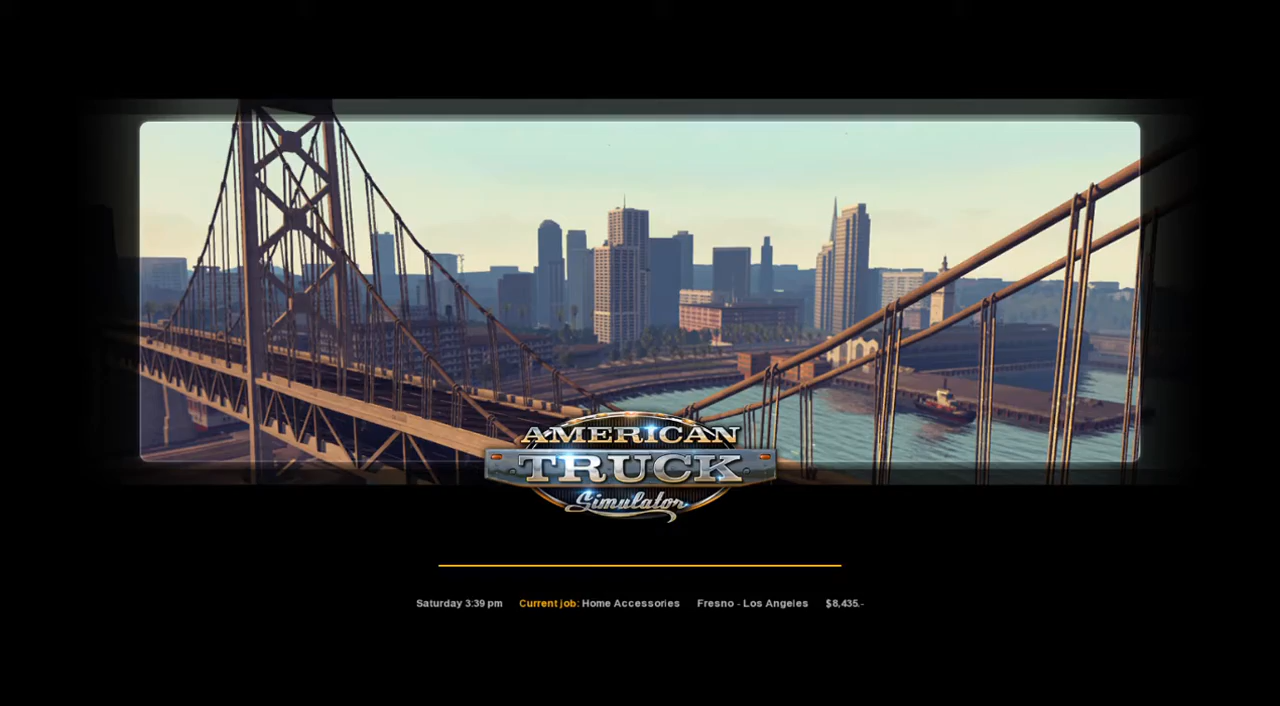 AMERICAN
TRUCK
Simulator
Saturday 3:39 pm Current job: Home Accessories Fresno - Los Angeles $8,435.-